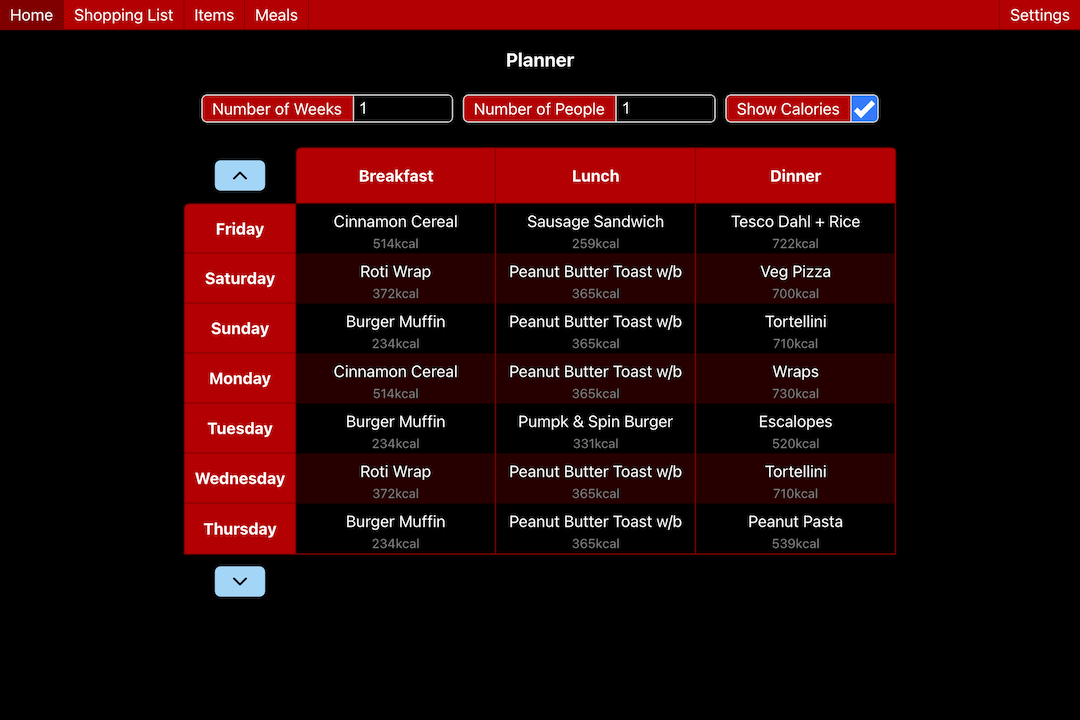 Home Shopping List Items Meals Settings
Planner
Number of Weeks 1 Number of People 1 Show Calories
Breakfast Lunch Dinner
Friday Cinnamon Cereal Sausage Sandwich Tesco Dahl + Rice
514kcal 259kcal 722kcal
Saturday Roti Wrap Peanut Butter Toast w/b Veg Pizza
372kcal 365kcal 700kcal
Sunday Burger Muffin Peanut Butter Toast w/b Tortellini
234kcal 365kcal 710kcal
Monday Cinnamon Cereal Peanut Butter Toast w/b Wraps
514kcal 365kcal 730kcal
Tuesday Burger Muffin Pumpk & Spin Burger Escalopes
234kcal 331kcal 520kcal
Wednesday Roti Wrap Peanut Butter Toast w/b Tortellini
372kcal 365kcal 710kcal
Thursday Burger Muffin Peanut Butter Toast w/b Peanut Pasta
234kcal 365kcal 539kcal